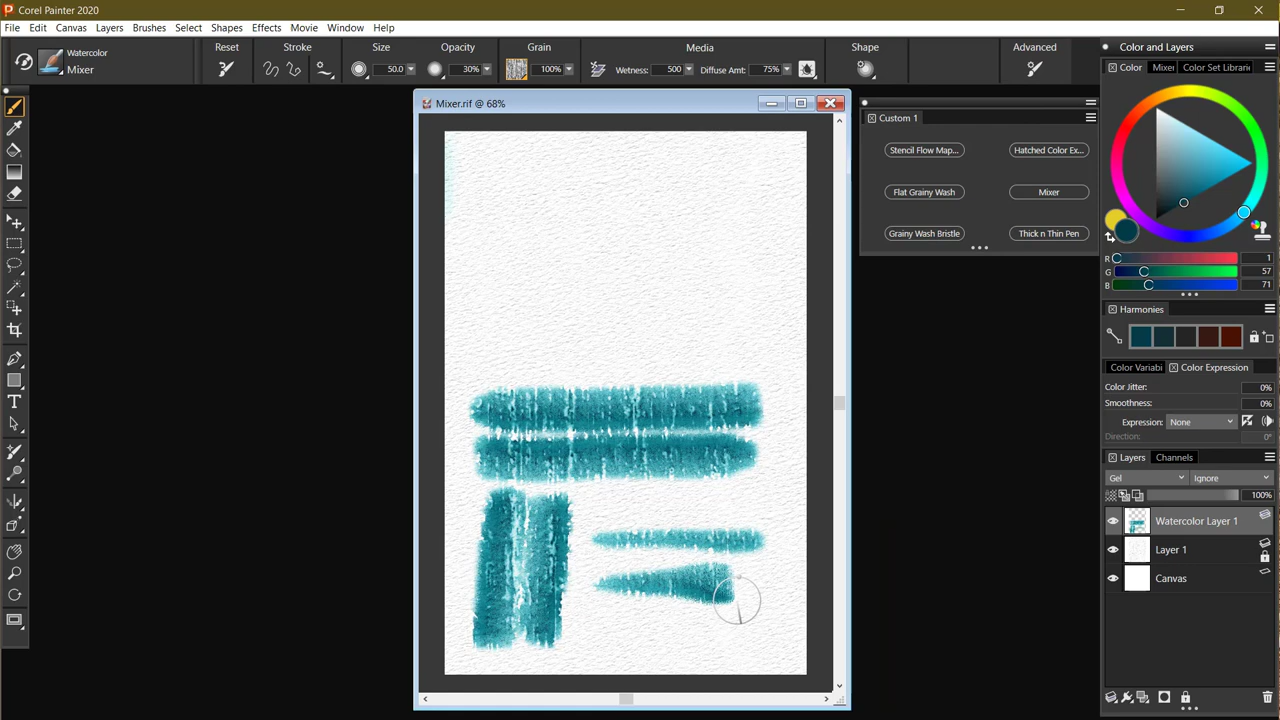 Corel Painter 2020
File Edit Canvas Layers Brushes Select Shapes Effects Movie Window Help
Watercolor
Mixer
Reset
Stroke
Size
50.0
Opacity
30%
Grain
100%
Media
Wetness: 500
Diffuse Amt: 75%
Shape
Advanced
Mixer.rif @ 68%
Custom 1
Stencil Flow Map...
Hatched Color Ex...
Flat Grainy Wash
Mixer
Grainy Wash Bristle
Thick n Thin Pen
Color and Layers
Color Mixer Color Set Librarie
R 1
G 57
B 71
Harmonies
Color Variabi Color Expression
Color Jitter: 0%
Smoothness: 0%
Expression: None
Direction: 0°
Layers Channels
Gel Ignore
100%
Watercolor Layer 1
Layer 1
Canvas